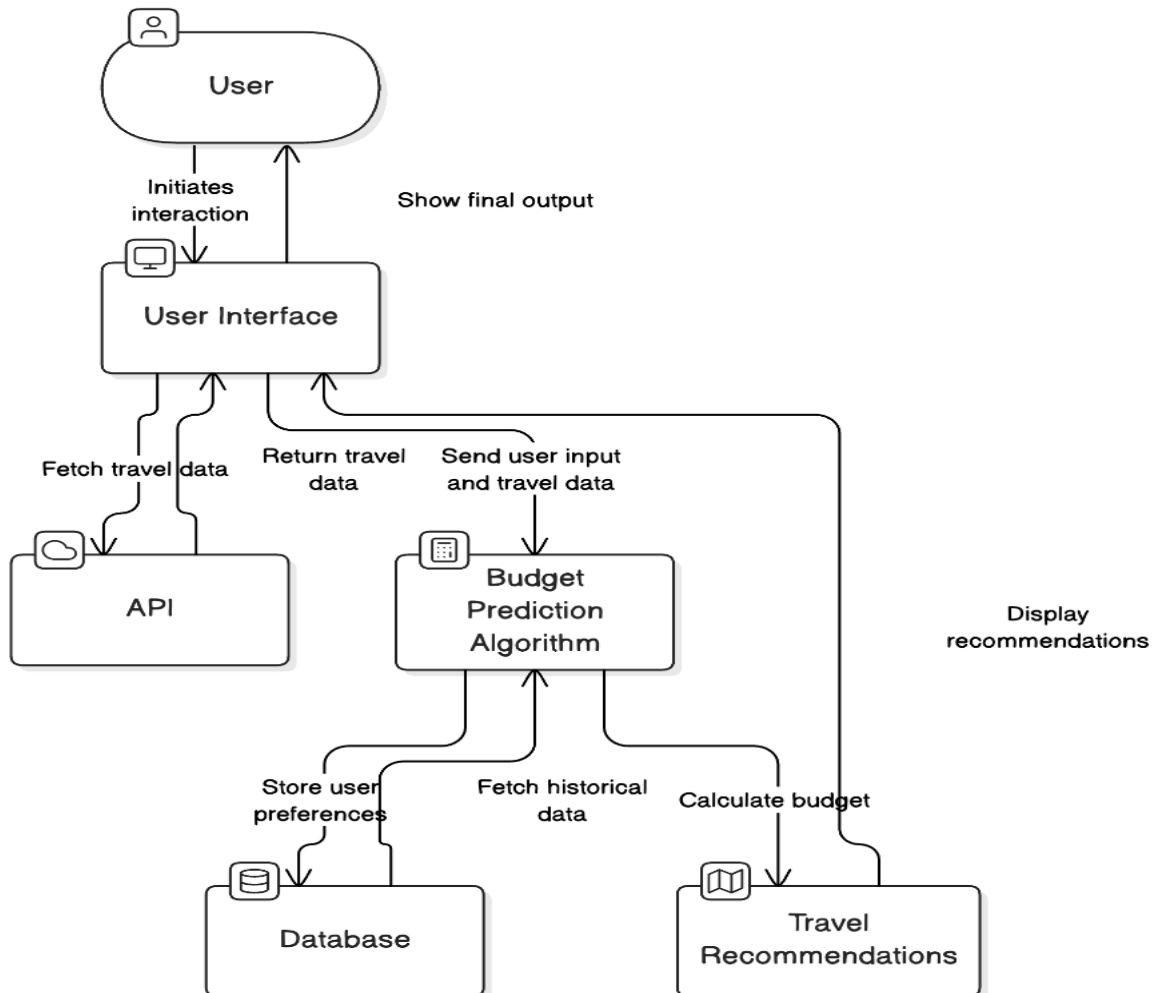 User
Initiates
interaction
Show final output
User Interface
Fetch travel data
Return travel
data
Send user input
and travel data
API
Budget
Prediction
Algorithm
Display
recommendations
Store user
preferences
Fetch historical
data
Calculate budget
Database
Travel
Recommendations